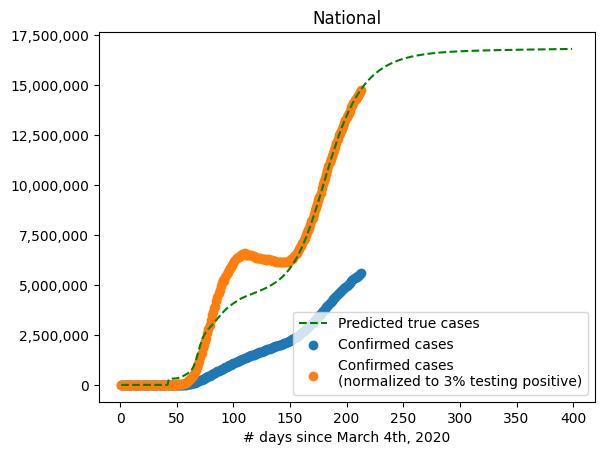 National
17,500,000
15,000,000
12,500,000
10,000,000
7,500,000
5,000,000
2,500,000
0
Predicted true cases
Confirmed cases
Confirmed cases
(normalized to 3% testing positive)
0 50 100 150 200 250 300 350 400
# days since March 4th, 2020